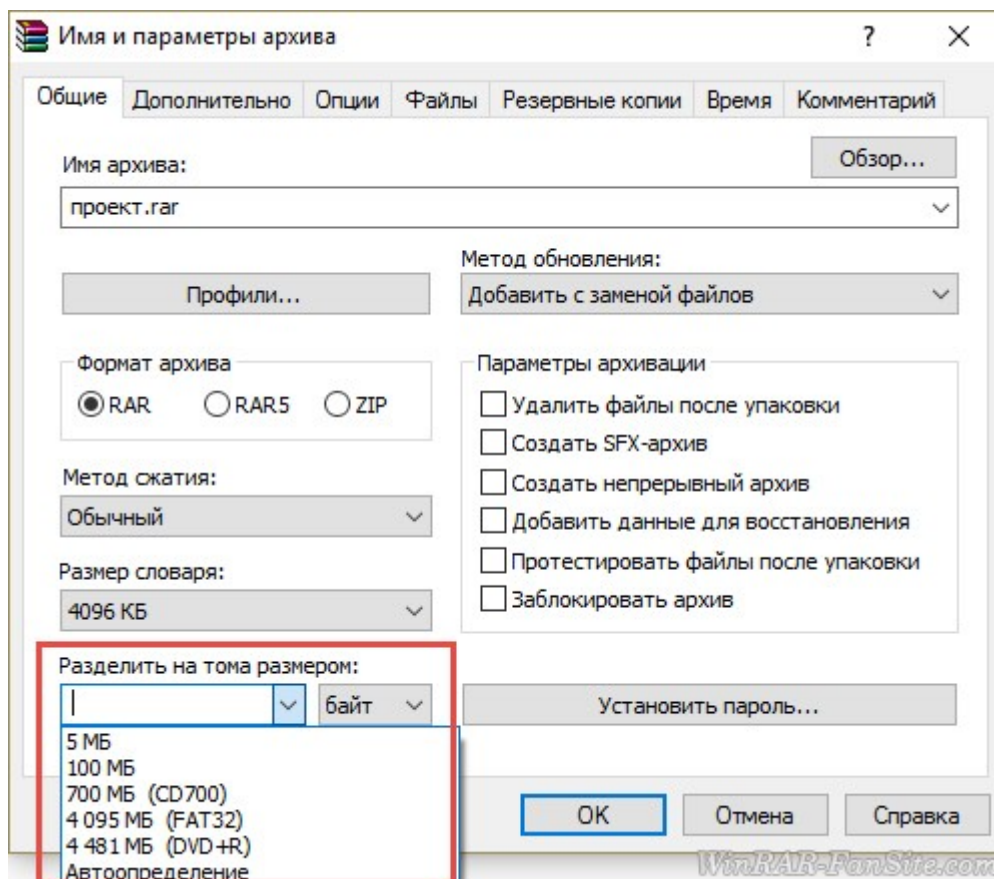 Имя и параметры архива
Общие Дополнительно Опции Файлы Резервные копии Время Комментарий
Имя архива:
Обзор...
проект.rar
Метод обновления:
Профили...
Добавить с заменой файлов
Формат архива
RAR RAR5 ZIP
Параметры архивации
Удалить файлы после упаковки
Создать SFX-архив
Создать непрерывный архив
Добавить данные для восстановления
Протестировать файлы после упаковки
Заблокировать архив
Метод сжатия:
Обычный
Размер словаря:
4096 КБ
Разделить на тома размером:
байт
Установить пароль...
5 МБ
100 МБ
700 МБ (CD700)
4 095 МБ (FAT32)
4 481 МБ (DVD+R)
Автоопределение
OK Отмена Справка
WinRAR-FanSite.com